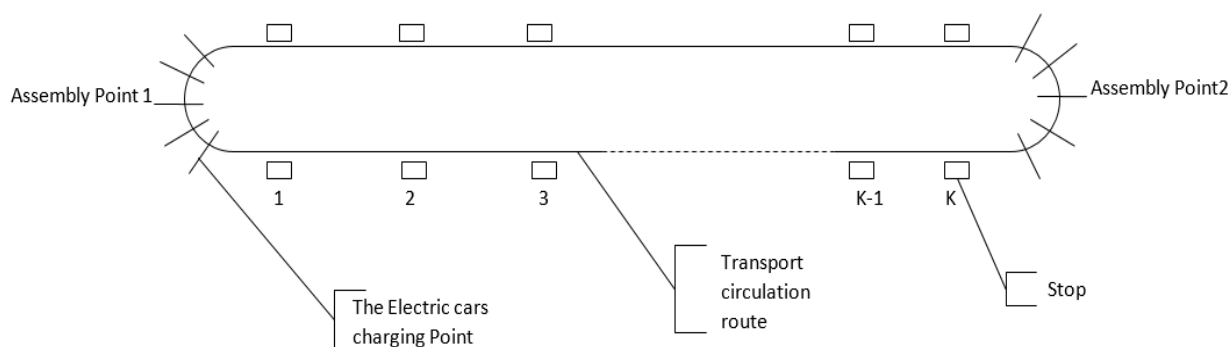 Assembly Point 1
Assembly Point2
1
2
3
K-1
K
The Electric cars
charging Point
Transport
circulation
route
Stop